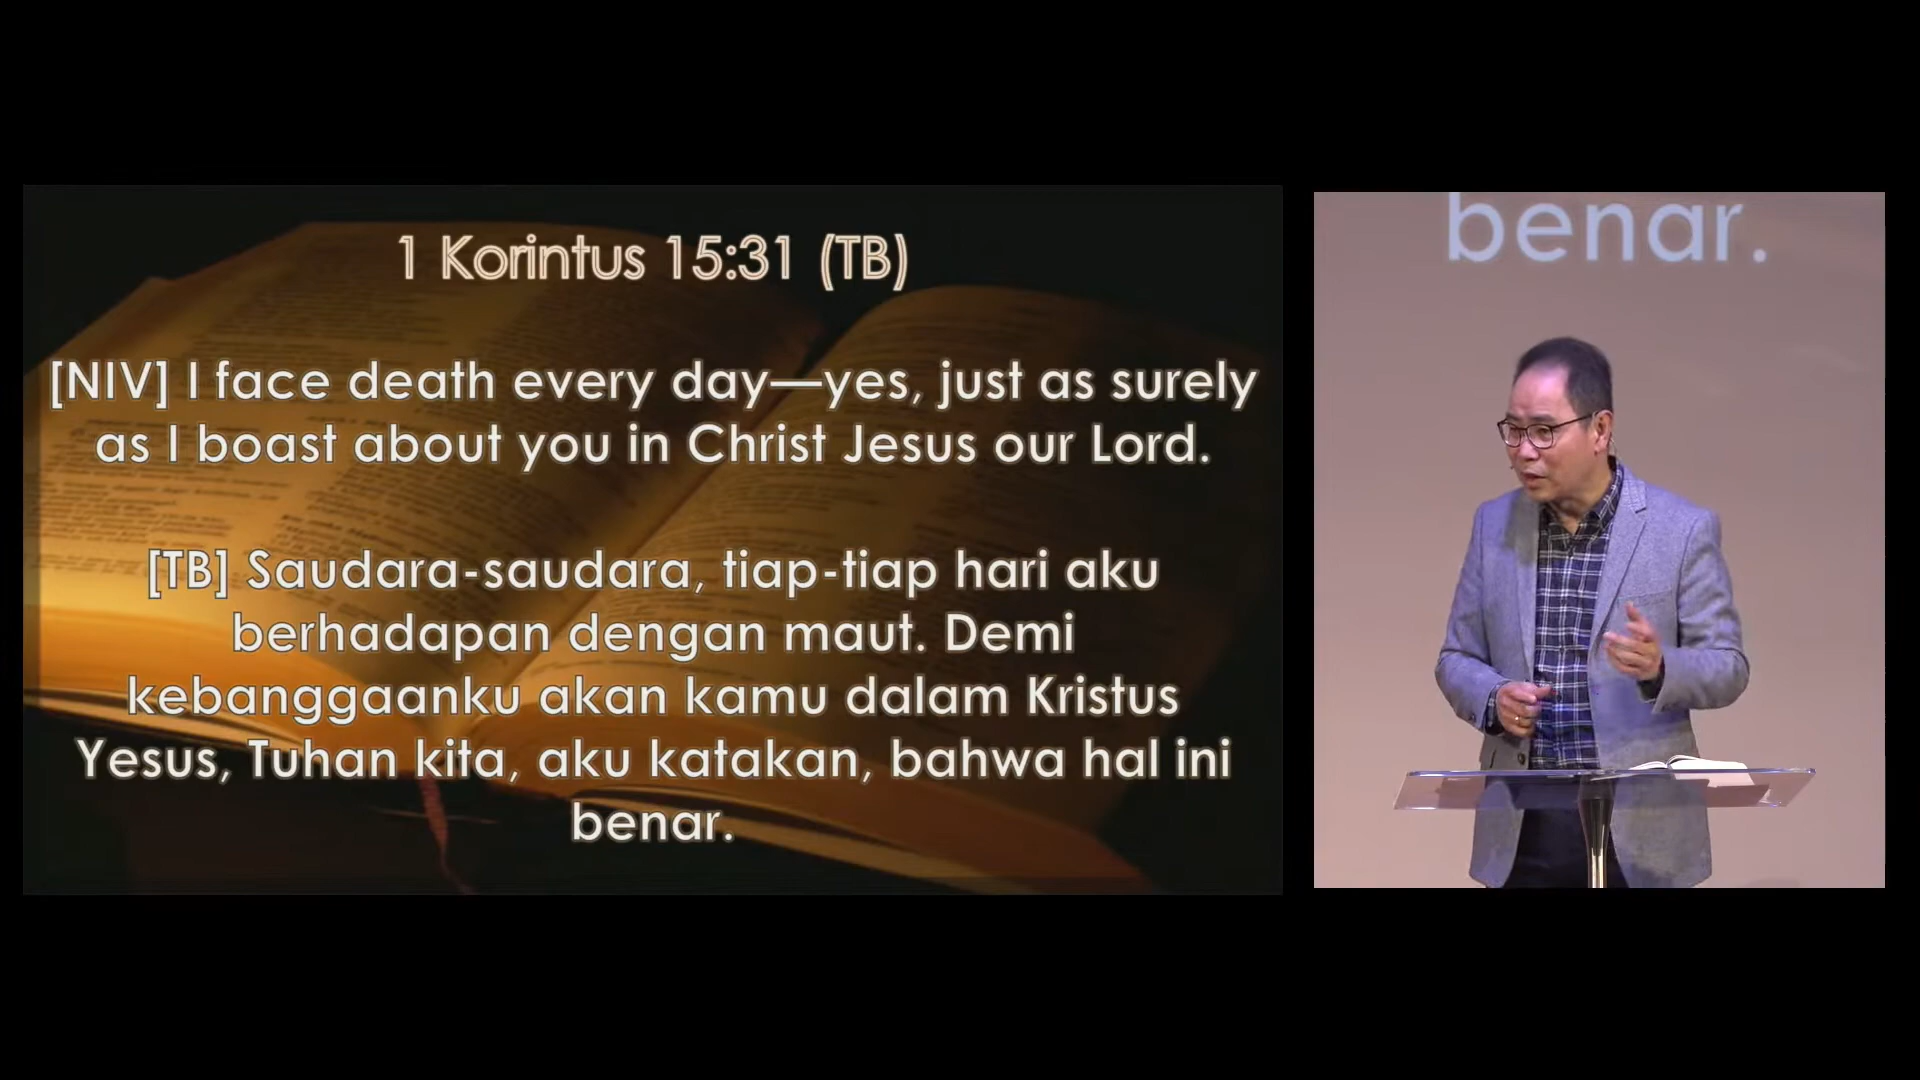 1 Korintus 15:31 (TB)
[NIV] I face death every day—yes, just as surely
as I boast about you in Christ Jesus our Lord.
[TB] Saudara-saudara, tiap-tiap hari aku
berhadapan dengan maut. Demi
kebanggaanku akan kamu dalam Kristus
Yesus, Tuhan kita, aku katakan, bahwa hal ini
benar.
benar.